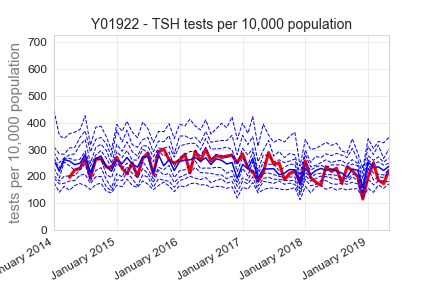 Y01922 - TSH tests per 10,000 population
tests per 10,000 population
700
600
500
400
300
200
100
0
nuary 2014
January 2015
January 2016
January 2017
January 2018
January 2019